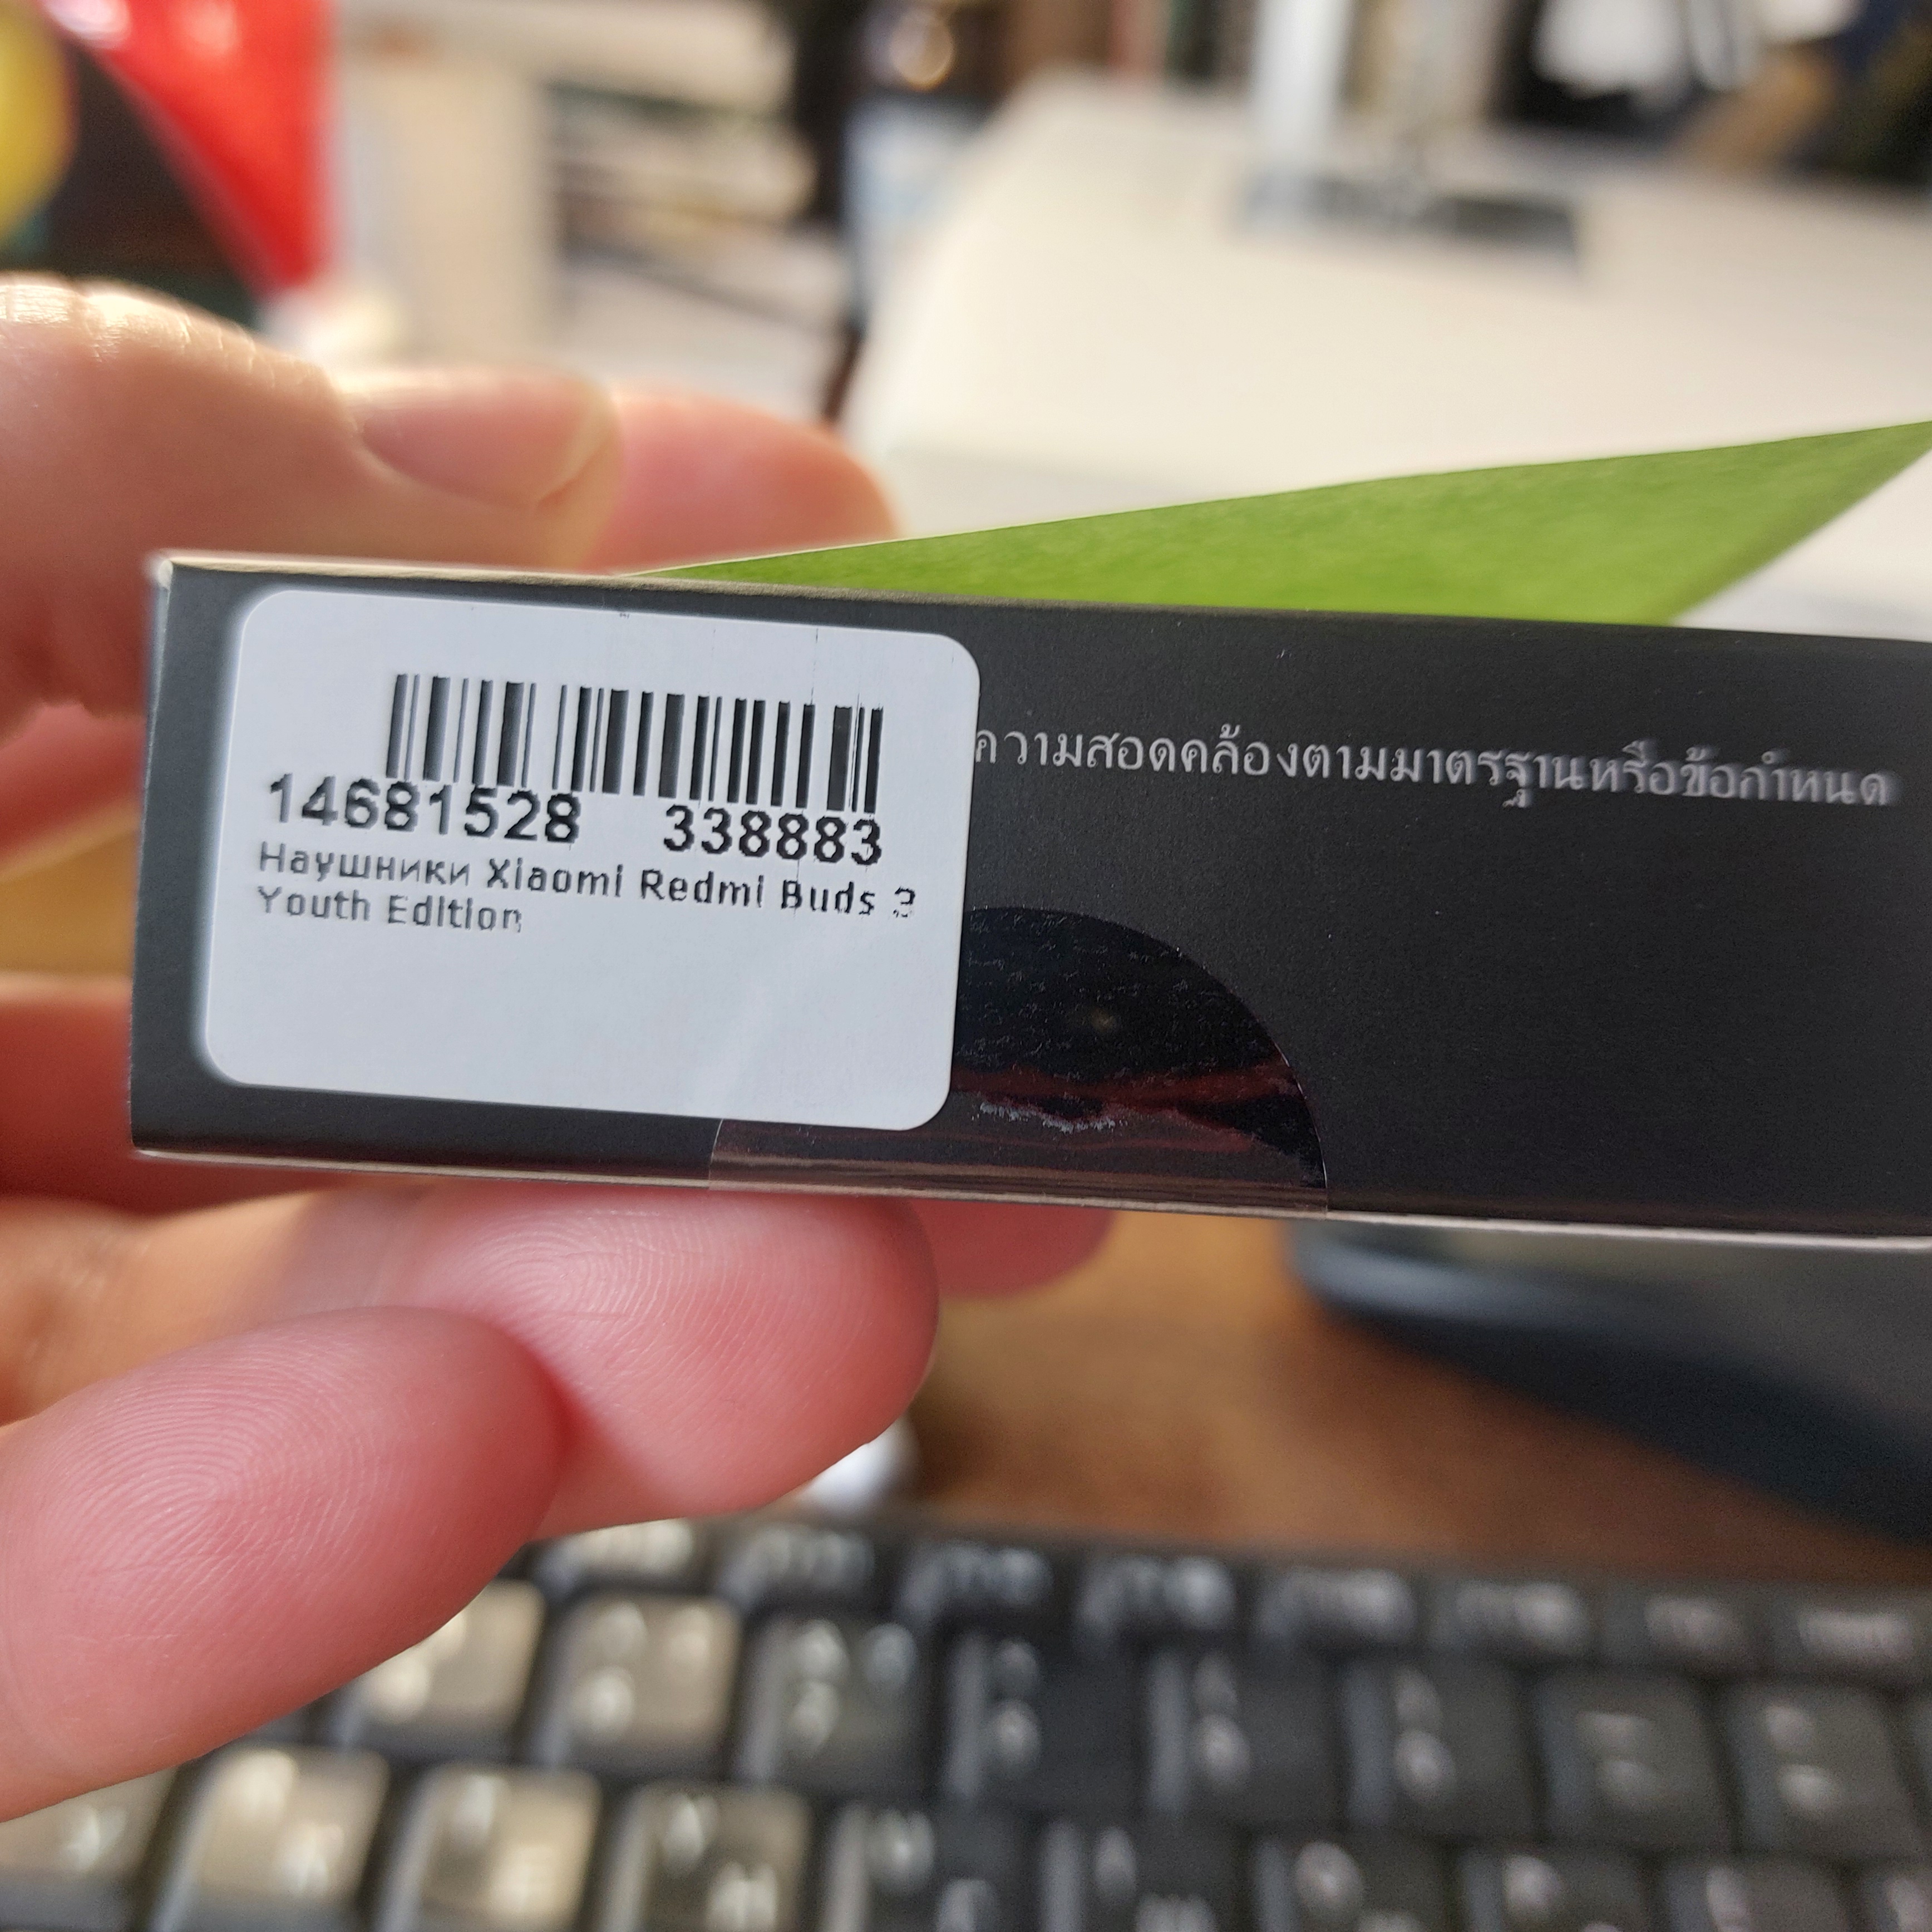 14681528 338883
Наушники Xiaomi Redmi Buds 3
Youth Edition
ความสอดคล้องตามมาตรฐานหรือข้อกำหนด